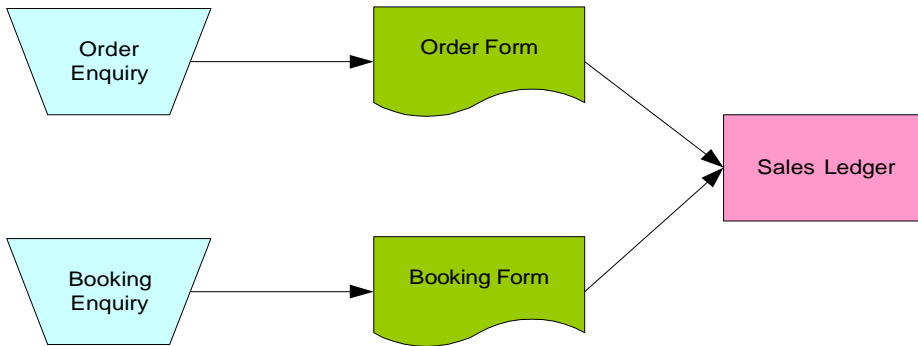 Order
Enquiry
Order Form
Sales Ledger
Booking
Enquiry
Booking Form